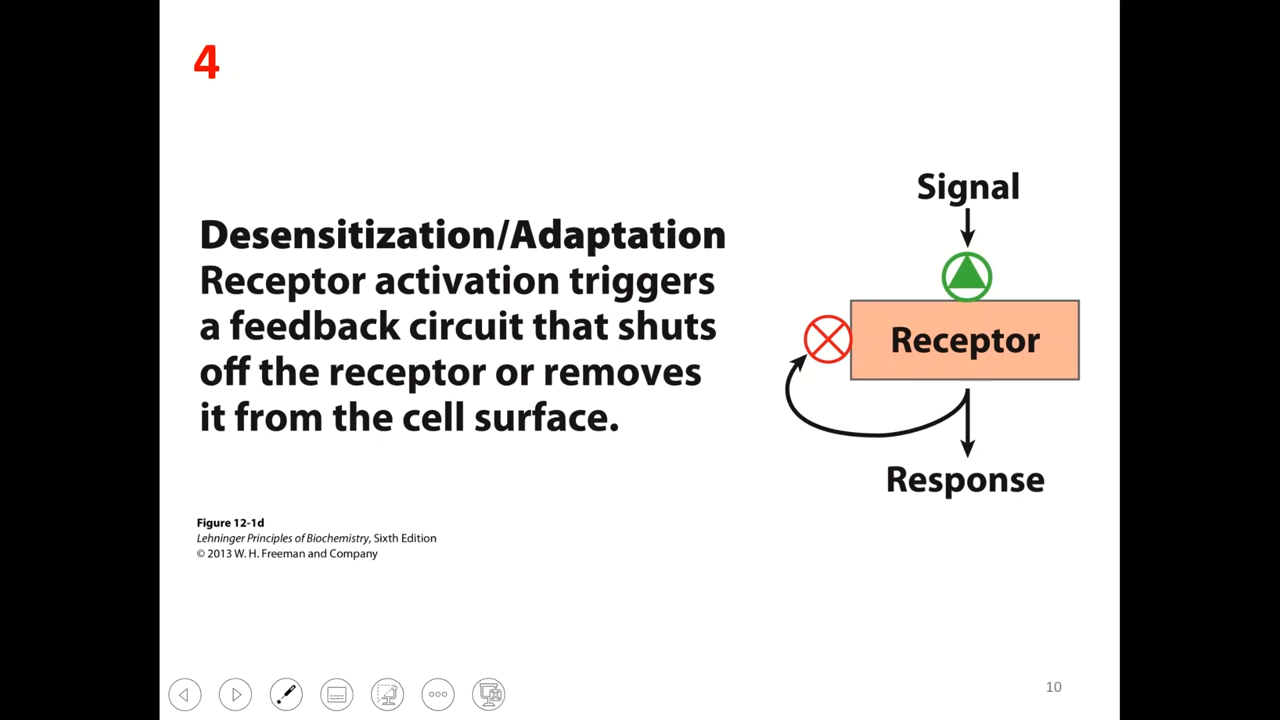 4
Desensitization/Adaptation
Receptor activation triggers
a feedback circuit that shuts
off the receptor or removes
it from the cell surface.
Signal
Receptor
Response
Figure 12-1d
Lehninger Principles of Biochemistry, Sixth Edition
© 2013 W. H. Freeman and Company
10